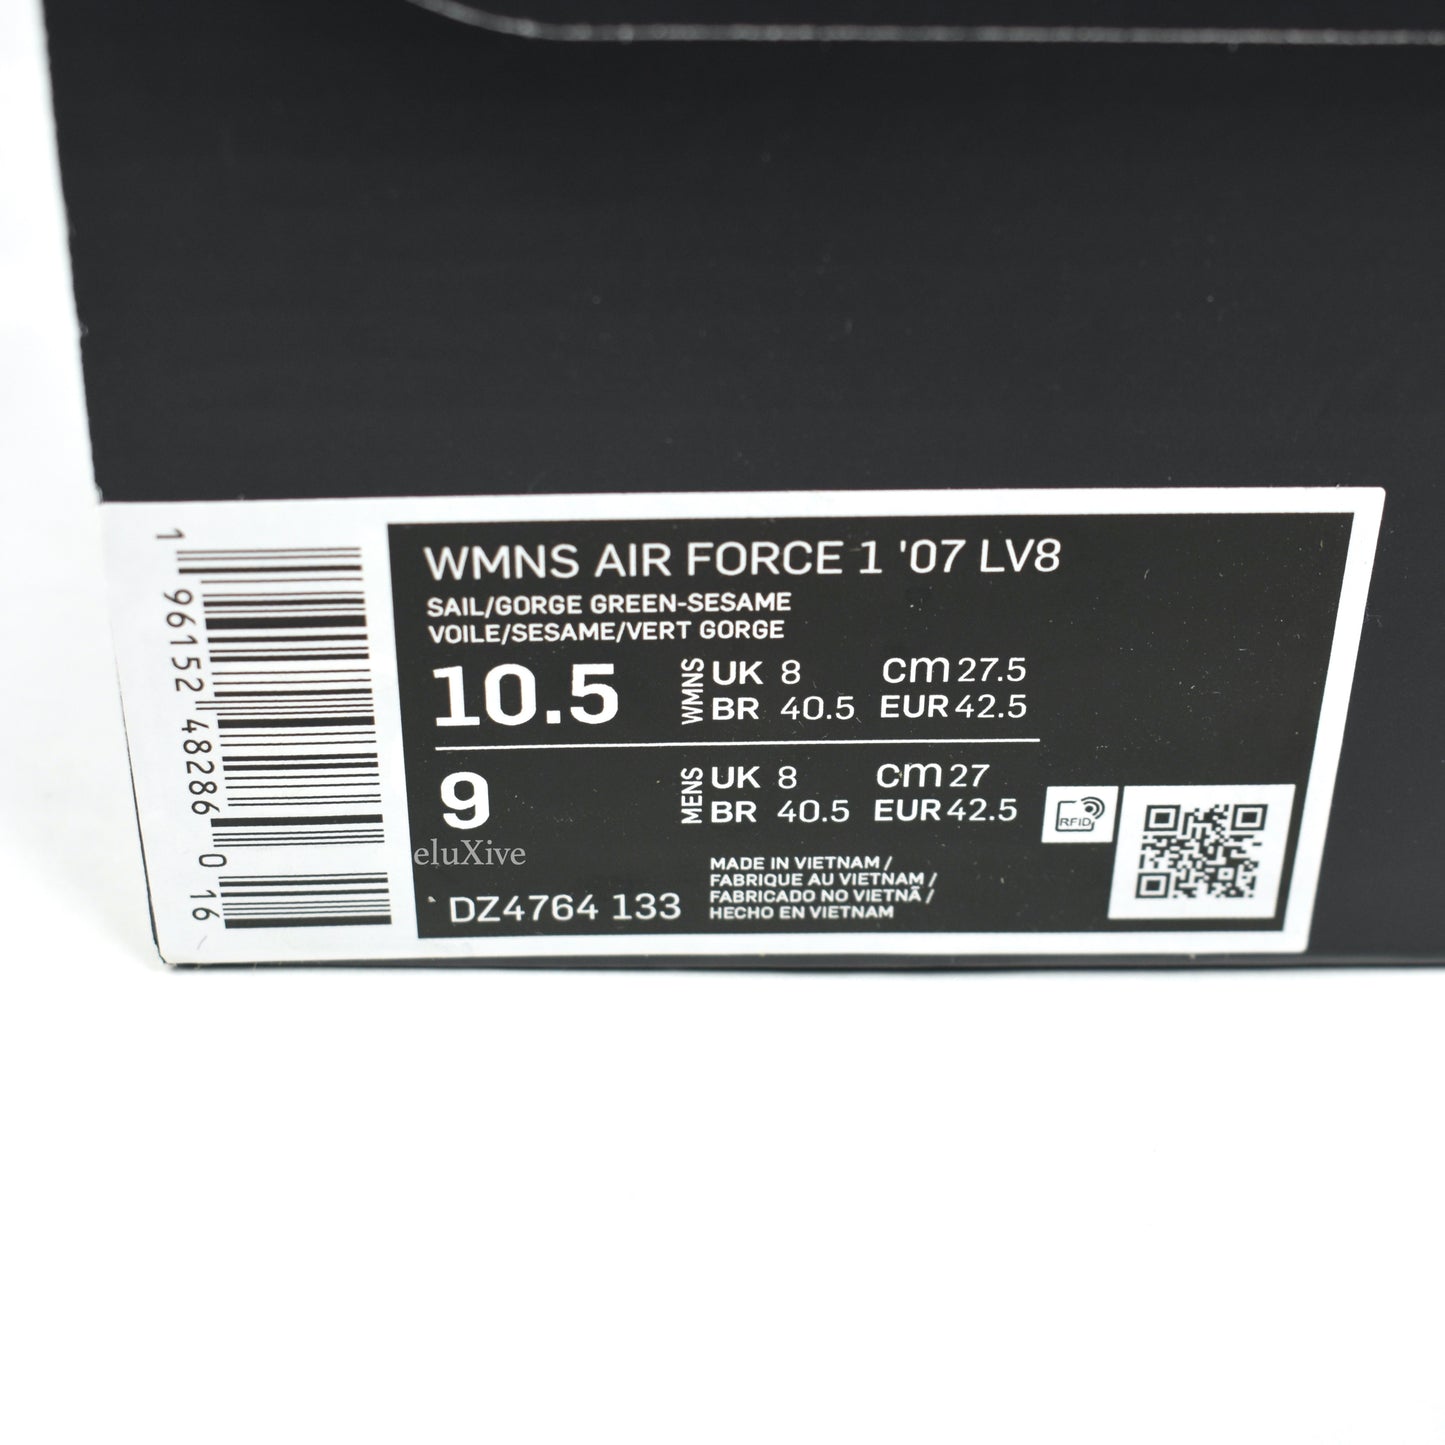 WMNS AIR FORCE 1 '07 LV8
SAIL/GORGE GREEN-SESAME
VOILE/SESAME/VERT GORGE
10.5 WMNS UK 8 cm 27.5
BR 40.5 EUR 42.5
9 MENS UK 8 cm 27
BR 40.5 EUR 42.5
eluXive
DZ4764 133
MADE IN VIETNAM /
FABRIQUE AU VIETNAM /
FABRICADO NO VIETNÃ /
HECHO EN VIETNAM
RFID
1 96152 48286 0 16